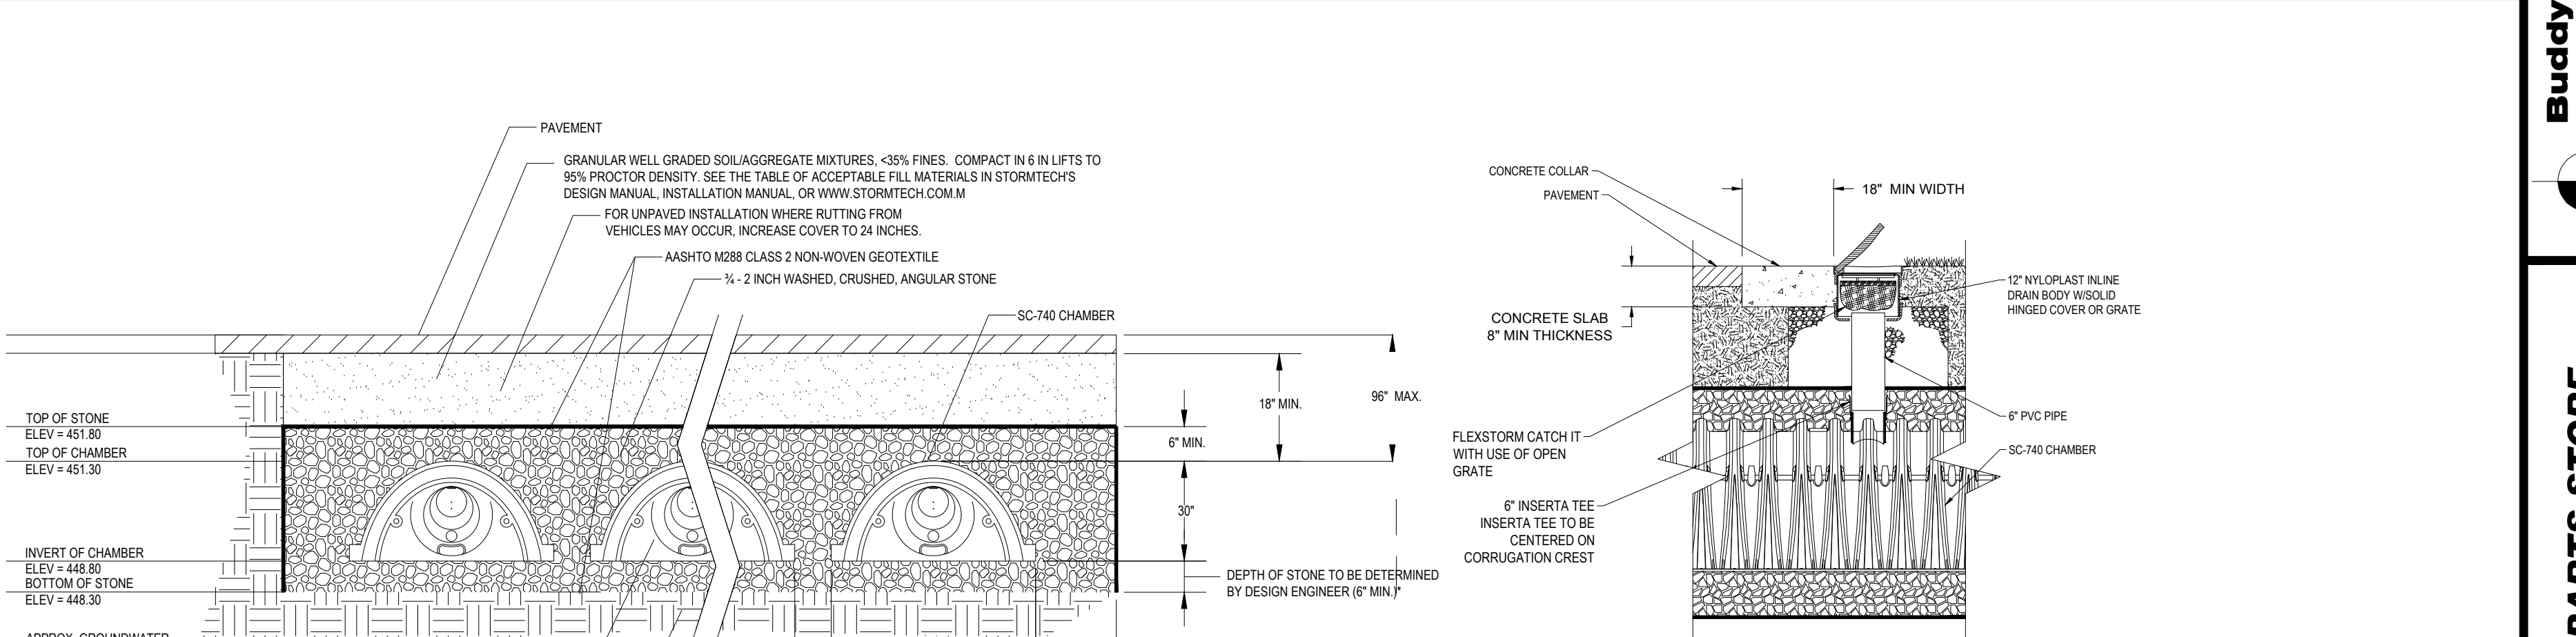 PAVEMENT
GRANULAR WELL GRADED SOIL/AGGREGATE MIXTURES, <35% FINES. COMPACT IN 6 IN LIFTS TO
95% PROCTOR DENSITY. SEE THE TABLE OF ACCEPTABLE FILL MATERIALS IN STORMTECH'S
DESIGN MANUAL, INSTALLATION MANUAL, OR WWW.STORMTECH.COM.M
FOR UNPAVED INSTALLATION WHERE RUTTING FROM
VEHICLES MAY OCCUR, INCREASE COVER TO 24 INCHES.
AASHTO M288 CLASS 2 NON-WOVEN GEOTEXTILE
¾ - 2 INCH WASHED, CRUSHED, ANGULAR STONE
SC-740 CHAMBER
TOP OF STONE
ELEV = 451.80
TOP OF CHAMBER
ELEV = 451.30
INVERT OF CHAMBER
ELEV = 448.80
BOTTOM OF STONE
ELEV = 448.30
APPROX. GROUNDWATER
18" MIN.
96" MAX.
6" MIN.
30"
DEPTH OF STONE TO BE DETERMINED
BY DESIGN ENGINEER (6" MIN.)*
CONCRETE COLLAR
PAVEMENT
18" MIN WIDTH
CONCRETE SLAB
8" MIN THICKNESS
12" NYLOPLAST INLINE
DRAIN BODY W/SOLID
HINGED COVER OR GRATE
FLEXSTORM CATCH IT
WITH USE OF OPEN
GRATE
6" PVC PIPE
SC-740 CHAMBER
6" INSERTA TEE
INSERTA TEE TO BE
CENTERED ON
CORRUGATION CREST
Buddy
PARTS STORE